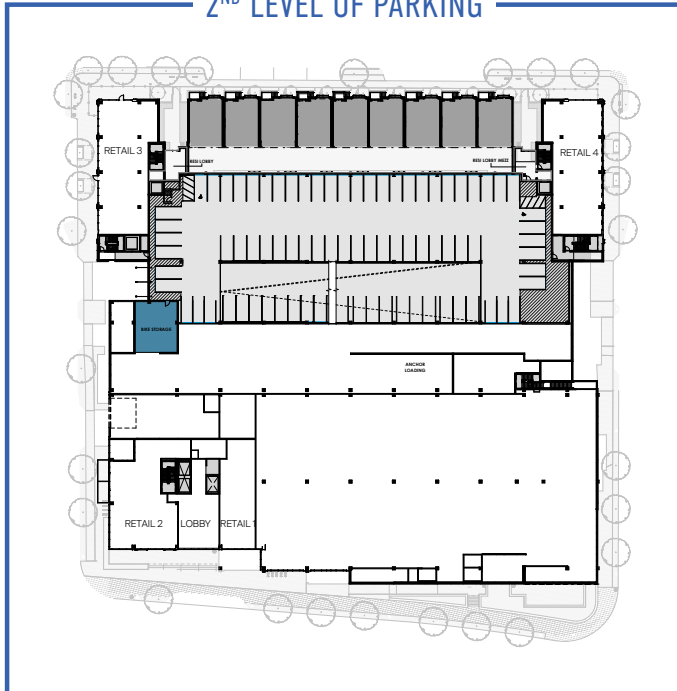 2ND LEVEL OF PARKING
RETAIL 3
RESI LOBBY
RESI LOBBY MEZZ
RETAIL 4
BIKE STORAGE
ANCHOR
LOADING
RETAIL 2
LOBBY
RETAIL 1